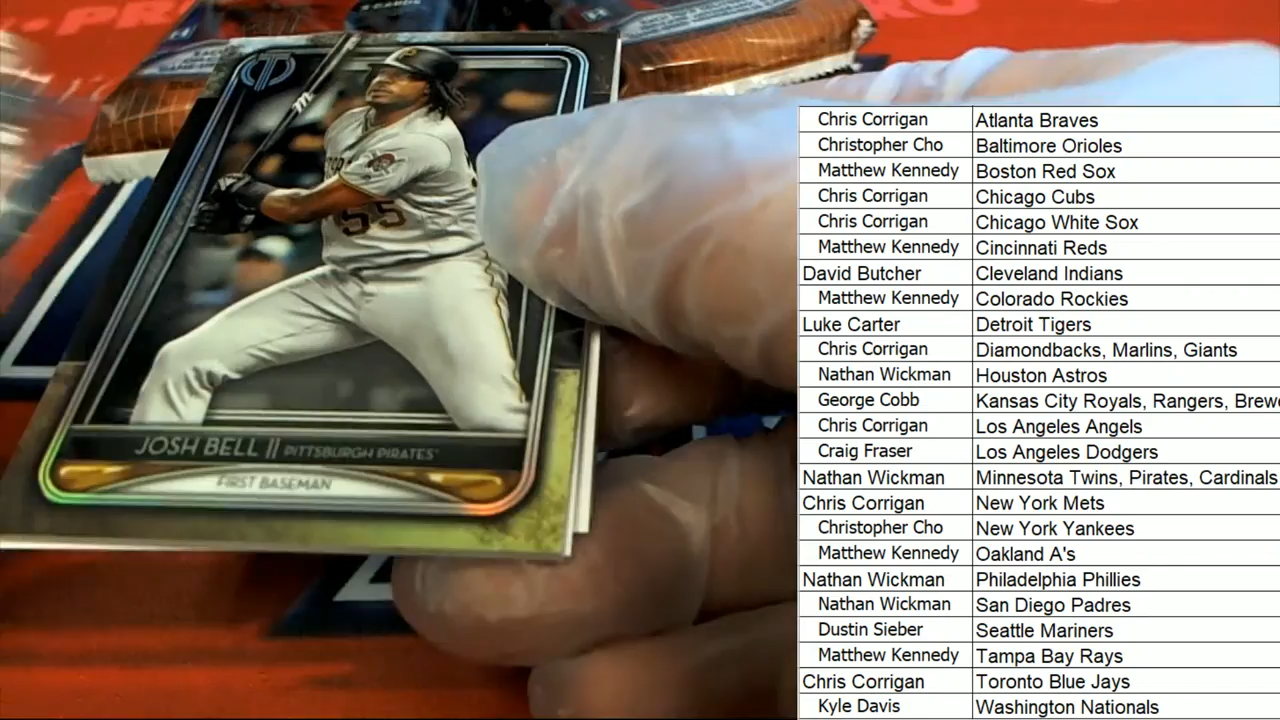 JOSH BELL || PITTSBURGH PIRATES
FIRST BASEMAN
55
Chris Corrigan Atlanta Braves
Christopher Cho Baltimore Orioles
Matthew Kennedy Boston Red Sox
Chris Corrigan Chicago Cubs
Chris Corrigan Chicago White Sox
Matthew Kennedy Cincinnati Reds
David Butcher Cleveland Indians
Matthew Kennedy Colorado Rockies
Luke Carter Detroit Tigers
Chris Corrigan Diamondbacks, Marlins, Giants
Nathan Wickman Houston Astros
George Cobb Kansas City Royals, Rangers, Brewe
Chris Corrigan Los Angeles Angels
Craig Fraser Los Angeles Dodgers
Nathan Wickman Minnesota Twins, Pirates, Cardinals
Chris Corrigan New York Mets
Christopher Cho New York Yankees
Matthew Kennedy Oakland A's
Nathan Wickman Philadelphia Phillies
Nathan Wickman San Diego Padres
Dustin Sieber Seattle Mariners
Matthew Kennedy Tampa Bay Rays
Chris Corrigan Toronto Blue Jays
Kyle Davis Washington Nationals